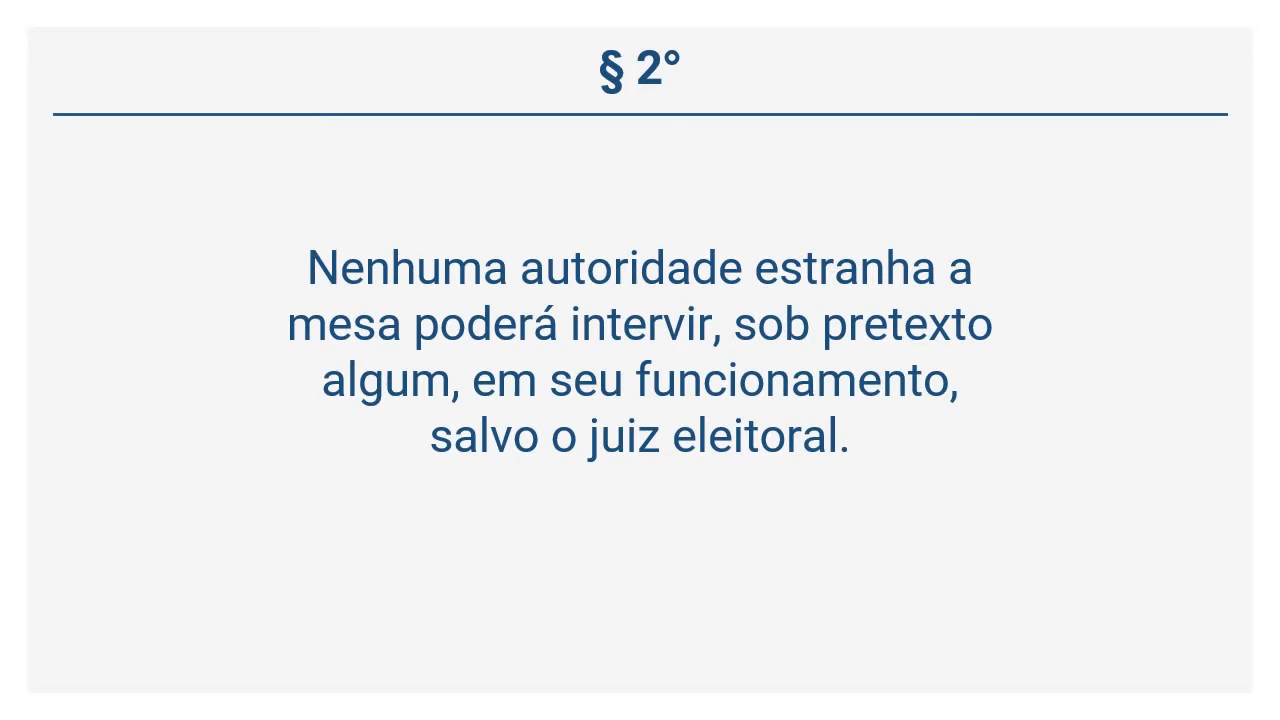 § 2°
Nenhuma autoridade estranha a
mesa poderá intervir, sob pretexto
algum, em seu funcionamento,
salvo o juiz eleitoral.